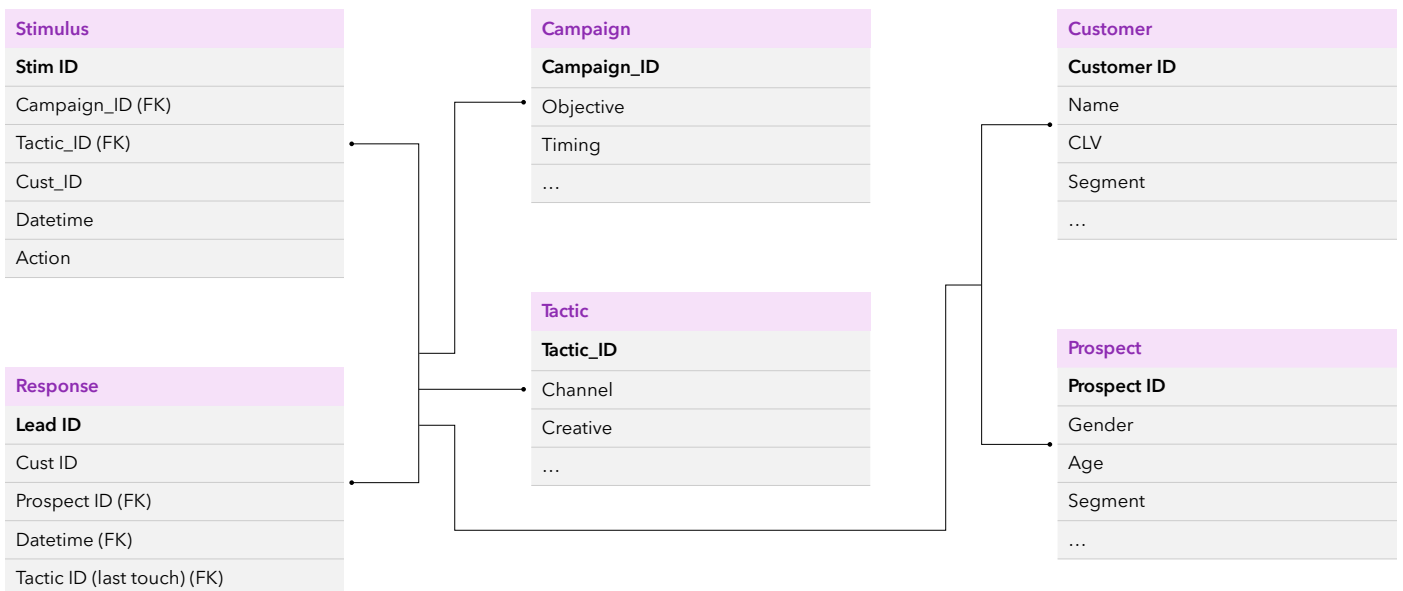 Stimulus
Stim ID
Campaign_ID (FK)
Tactic_ID (FK)
Cust_ID
Datetime
Action
Response
Lead ID
Cust ID
Prospect ID (FK)
Datetime (FK)
Tactic ID (last touch) (FK)
Campaign
Campaign_ID
Objective
Timing
…
Tactic
Tactic_ID
Channel
Creative
…
Customer
Customer ID
Name
CLV
Segment
…
Prospect
Prospect ID
Gender
Age
Segment
…